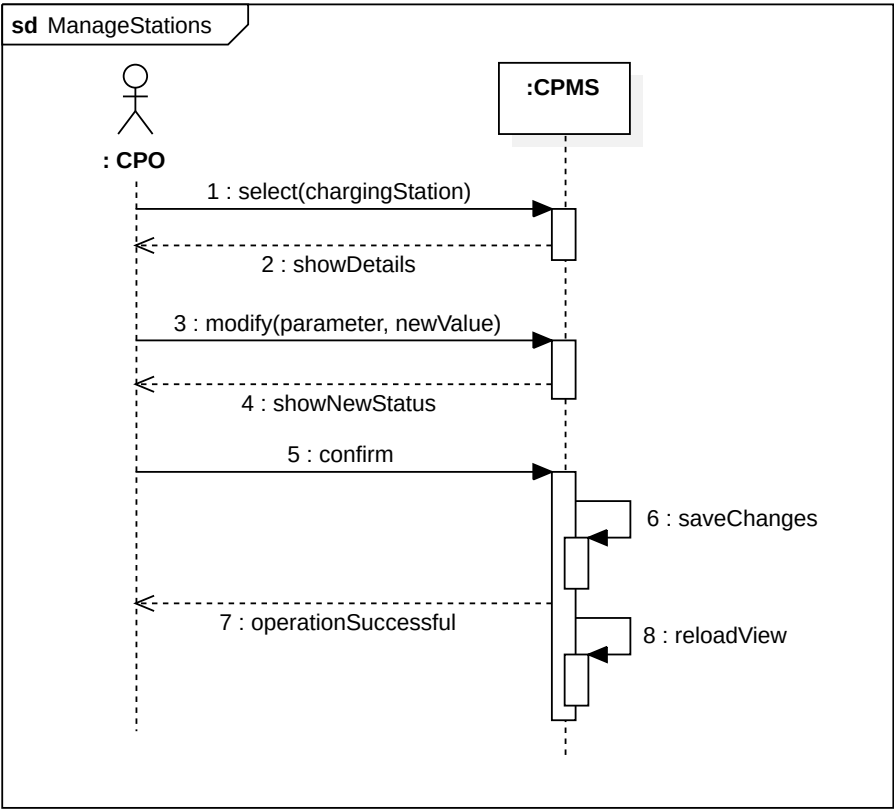 sd ManageStations
: CPO
:CPMS
1 : select(chargingStation)
2 : showDetails
3 : modify(parameter, newValue)
4 : showNewStatus
5 : confirm
6 : saveChanges
7 : operationSuccessful
8 : reloadView